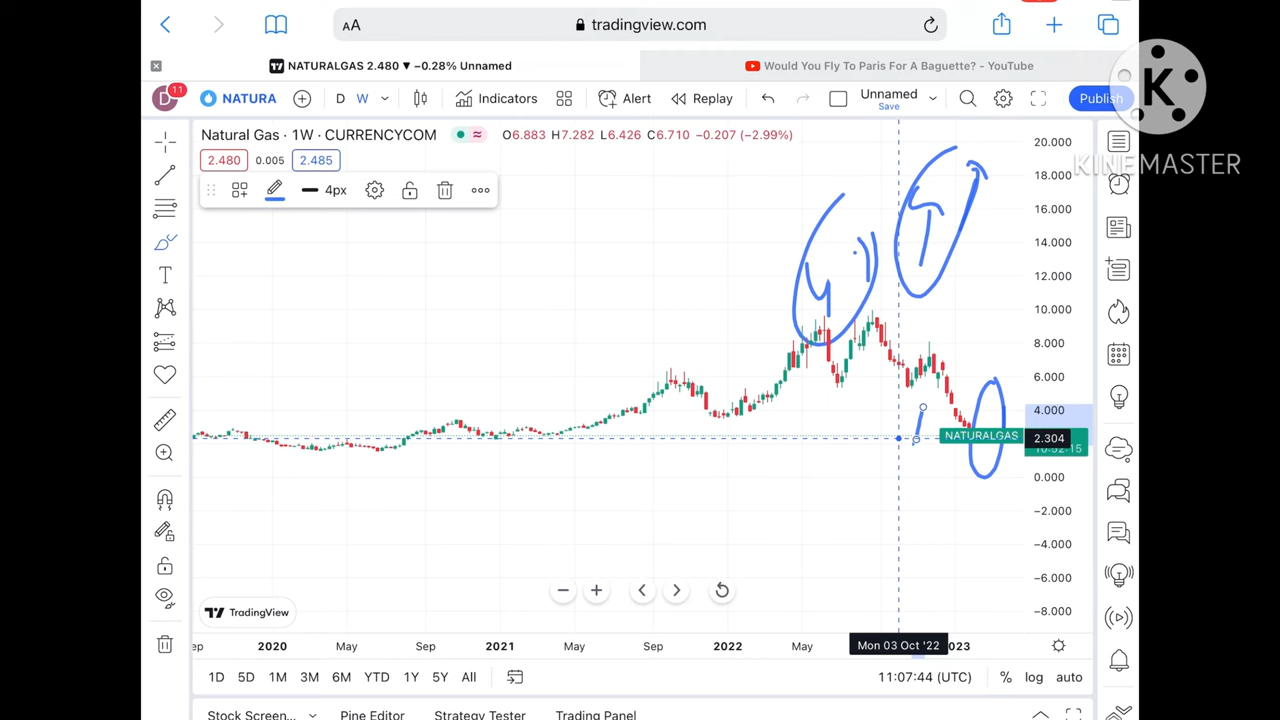 AA tradingview.com
NATURALGAS 2.480 ▼ −0.28% Unnamed
Would You Fly To Paris For A Baguette? - YouTube
D 11 NATURA D W Indicators Alert Replay Unnamed Save Publish
K
KINEMASTER
Natural Gas · 1W · CURRENCYCOM O6.883 H7.282 L6.426 C6.710 −0.207 (−2.99%)
2.480 0.005 2.485
4px
20.000
18.000
16.000
14.000
12.000
10.000
8.000
6.000
4.000
NATURALGAS 2.304
0.000
−2.000
−4.000
−6.000
−8.000
4
5
TradingView
ep 2020 May Sep 2021 May Sep 2022 May Mon 03 Oct '22 023
1D 5D 1M 3M 6M YTD 1Y 5Y All 11:07:44 (UTC) % log auto
Stock Screen... Pine Editor Strategy Tester Trading Panel